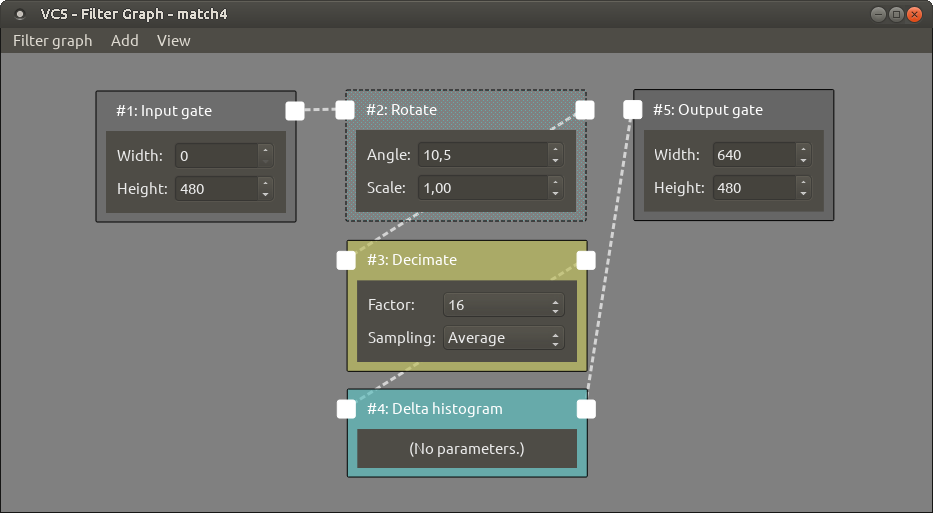 VCS - Filter Graph - match4
Filter graph Add View
#1: Input gate
Width: 0
Height: 480
#2: Rotate
Angle: 10,5
Scale: 1,00
#5: Output gate
Width: 640
Height: 480
#3: Decimate
Factor: 16
Sampling: Average
#4: Delta histogram
(No parameters.)